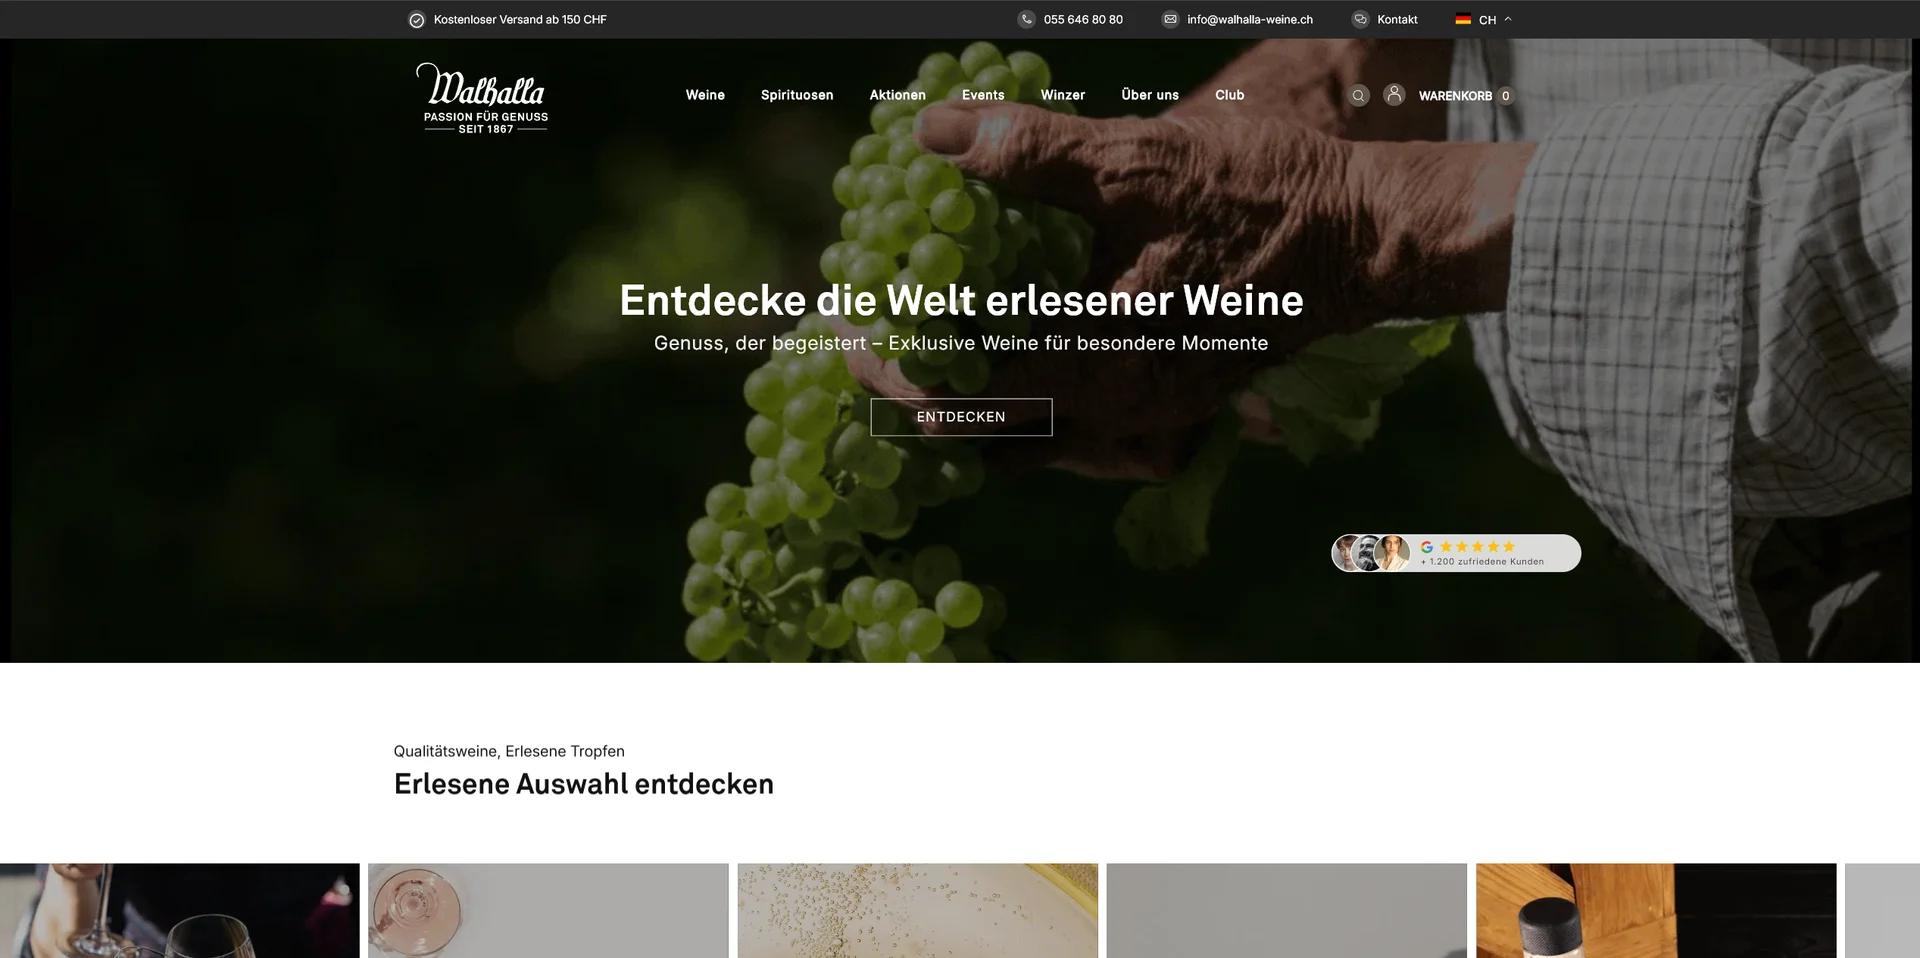 Kostenloser Versand ab 150 CHF
055 646 80 80
info@walhalla-weine.ch
Kontakt
CH
Walhalla
PASSION FÜR GENUSS
SEIT 1867
Weine
Spirituosen
Aktionen
Events
Winzer
Über uns
Club
WARENKORB 0
Entdecke die Welt erlesener Weine
Genuss, der begeistert – Exklusive Weine für besondere Momente
ENTDECKEN
+ 1.200 zufriedene Kunden
Qualitätsweine, Erlesene Tropfen
Erlesene Auswahl entdecken